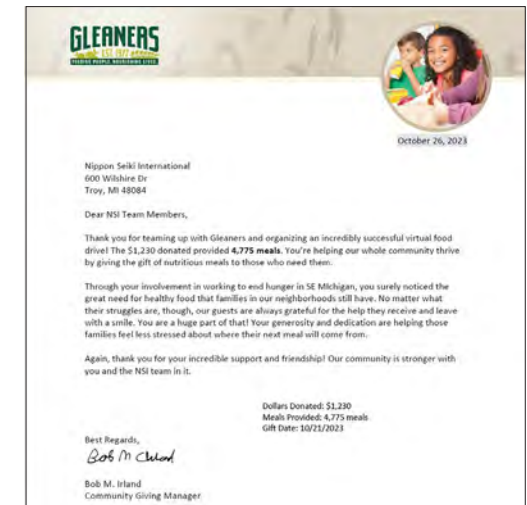 GLEANERS
EST. 1977
FEEDING PEOPLE. NOURISHING LIVES.
October 26, 2023
Nippon Seiki International
600 Wilshire Dr
Troy, MI 48084
Dear NSI Team Members,
Thank you for teaming up with Gleaners and organizing an incredibly successful virtual food
drive! The $1,230 donated provided 4,775 meals. You're helping our whole community thrive
by giving the gift of nutritious meals to those who need them.
Through your involvement in working to end hunger in SE Michigan, you surely noticed the
great need for healthy food that families in our neighborhoods still have. No matter what
their struggles are, though, our guests are always grateful for the help they receive and leave
with a smile. You are a huge part of that! Your generosity and dedication are helping those
families feel less stressed about where their next meal will come from.
Again, thank you for your incredible support and friendship! Our community is stronger with
you and the NSI team in it.
Dollars Donated: $1,230
Meals Provided: 4,775 meals
Gift Date: 10/21/2023
Best Regards,
Bob M. Irland
Community Giving Manager